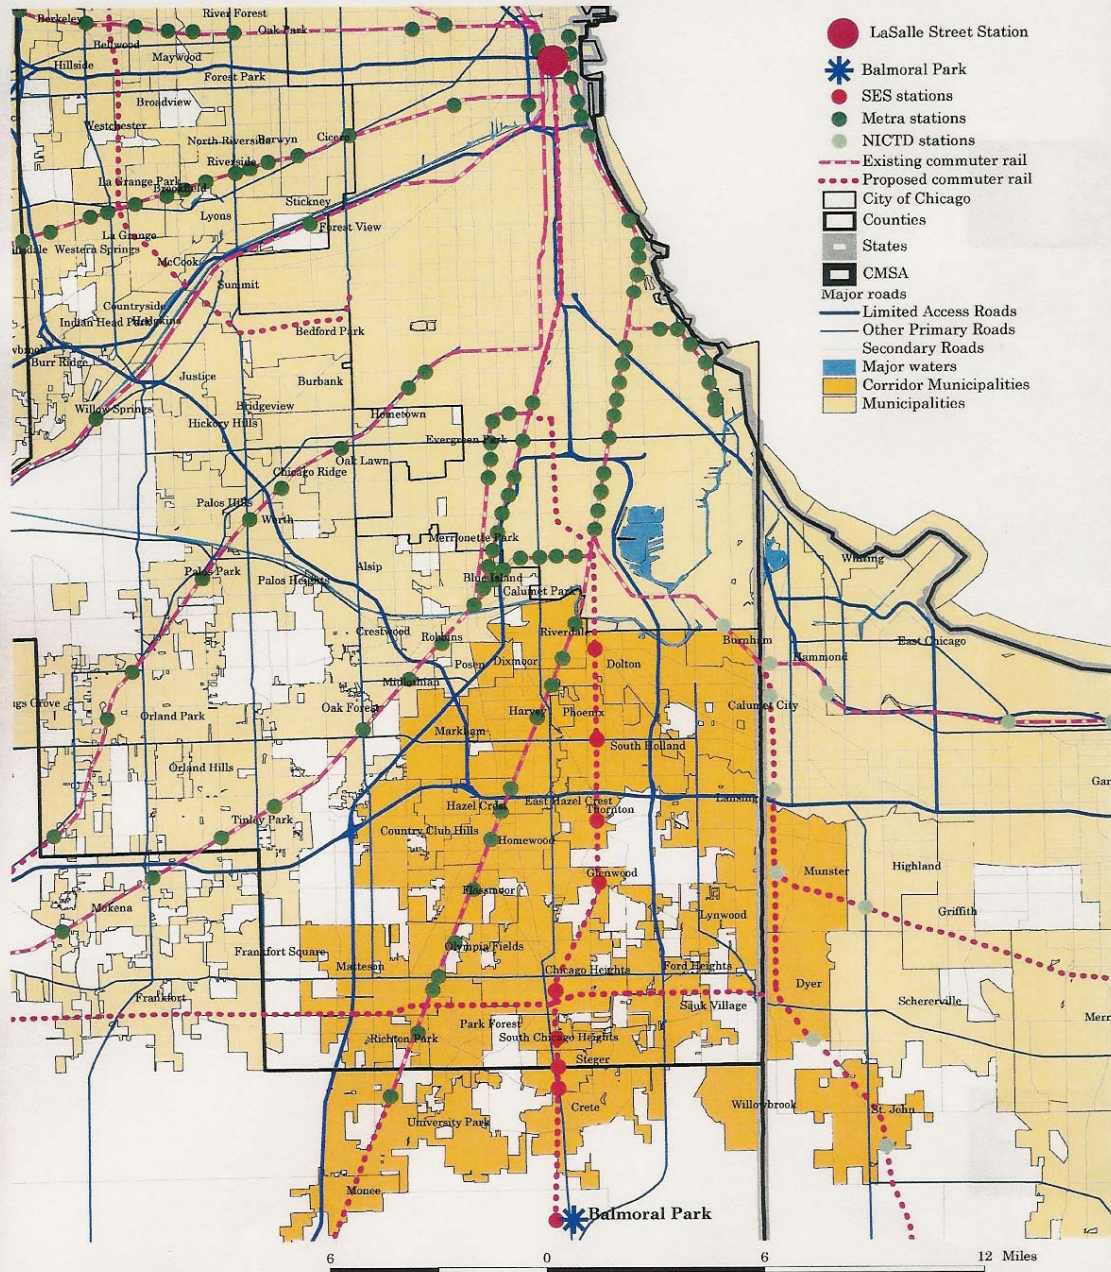 LaSalle Street Station
Balmoral Park
SES stations
Metra stations
NICTD stations
Existing commuter rail
Proposed commuter rail
City of Chicago
Counties
States
CMSA
Major roads
Limited Access Roads
Other Primary Roads
Secondary Roads
Major waters
Corridor Municipalities
Municipalities
River Forest
Berkeley
Oak Park
Bellwood
Maywood
Hillside
Forest Park
Broadview
Westchester
North Riverside
Berwyn
Cicero
Riverside
La Grange Park
Brookfield
Stickney
Lyons
Forest View
La Grange
Western Springs
McCook
Summit
Countryside
Indian Head Park
Hodgkins
Bedford Park
Burr Ridge
Justice
Burbank
Willow Springs
Bridgeview
Hometown
Hickory Hills
Evergreen Park
Oak Lawn
Chicago Ridge
Palos Hills
Worth
Merrionette Park
Whiting
Palos Park
Alsip
Palos Heights
Blue Island
Calumet Park
Crestwood
Robbins
Riverdale
Burnham
East Chicago
Posen
Dixmoor
Dolton
Hammond
Midlothian
Oak Forest
Calumet City
Orland Park
Harvey
Phoenix
Markham
South Holland
Orland Hills
Gar
Lansing
Hazel Crest
East Hazel Crest
Thornton
Tinley Park
Country Club Hills
Homewood
Glenwood
Munster
Highland
Flossmoor
Mokena
Lynwood
Griffith
Olympia Fields
Frankfort Square
Matteson
Chicago Heights
Ford Heights
Dyer
Frankfort
Sauk Village
Schererville
Park Forest
Merr
Richton Park
South Chicago Heights
Steger
Crete
Willowbrook
St. John
University Park
Monee
Balmoral Park
6 0 6 12 Miles